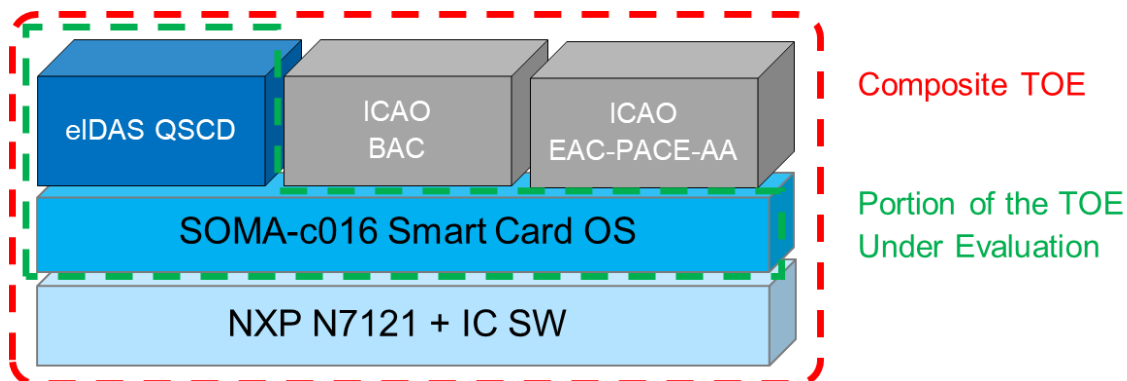 eIDAS QSCD
ICAO
BAC
ICAO
EAC-PACE-AA
Composite TOE
SOMA-c016 Smart Card OS
Portion of the TOE
Under Evaluation
NXP N7121 + IC SW